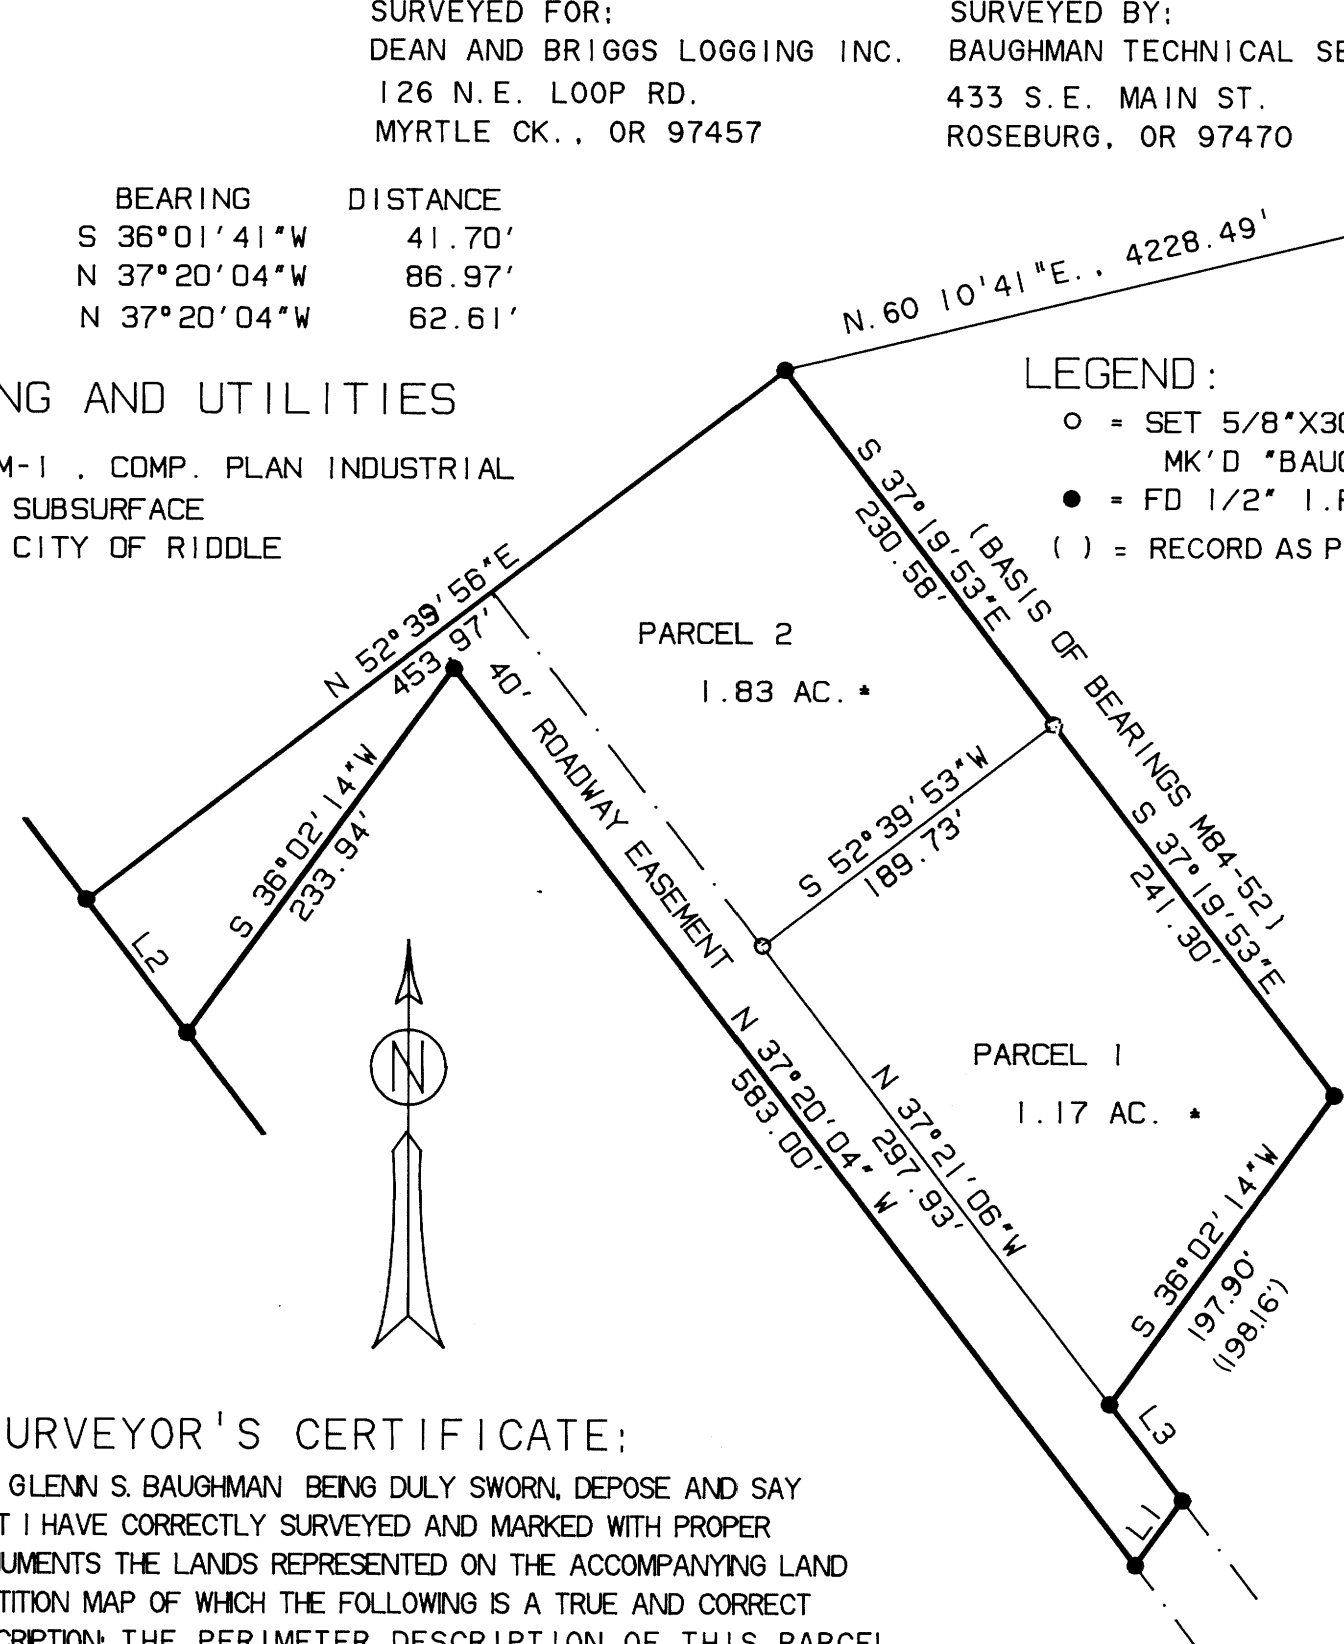 SURVEYED FOR:
DEAN AND BRIGGS LOGGING INC.
126 N.E. LOOP RD.
MYRTLE CK., OR 97457
SURVEYED BY:
BAUGHMAN TECHNICAL SE
433 S.E. MAIN ST.
ROSEBURG, OR 97470
BEARING DISTANCE
S 36°01'41"W 41.70'
N 37°20'04"W 86.97'
N 37°20'04"W 62.61'
N.60 10'41"E., 4228.49'
NG AND UTILITIES
M-1 , COMP. PLAN INDUSTRIAL
SUBSURFACE
CITY OF RIDDLE
LEGEND:
o = SET 5/8"X30
MK'D "BAUG
● = FD 1/2" I.P
( ) = RECORD AS P
N 52°39'56"E
453.97'
S 37°19'53"E
230.58'
(BASIS OF BEARINGS M84-52)
PARCEL 2
1.83 AC. *
40' ROADWAY EASEMENT
S 36°02'14"W
233.94'
S 52°39'53"W
189.73'
S 37°19'53"E
241.30'
L2
N
N 37°20'04" W
583.00'
N 37°21'06"W
297.93'
PARCEL 1
1.17 AC. *
S 36°02'14"W
197.90'
(198.16')
L3
L1
URVEYOR'S CERTIFICATE:
GLENN S. BAUGHMAN BEING DULY SWORN, DEPOSE AND SAY
T I HAVE CORRECTLY SURVEYED AND MARKED WITH PROPER
UMENTS THE LANDS REPRESENTED ON THE ACCOMPANYING LAND
TITION MAP OF WHICH THE FOLLOWING IS A TRUE AND CORRECT
CRIPTION: THE PERIMETER DESCRIPTION OF THIS PARCEL